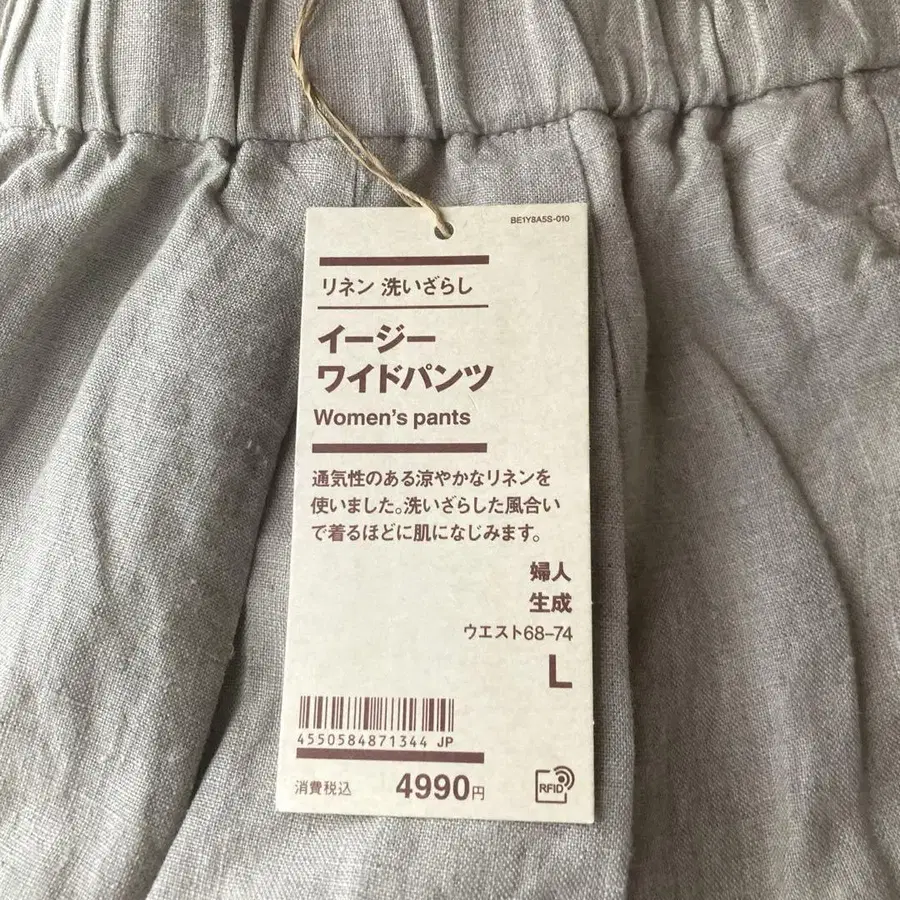 BE1Y8A5S-010
リネン 洗いざらし
イージー
ワイドパンツ
Women's pants
通気性のある涼やかなリネンを
使いました。洗いざらした風合い
で着るほどに肌になじみます。
婦人
生成
ウエスト68–74
L
4550584871344 JP
消費税込 4990円
RFID